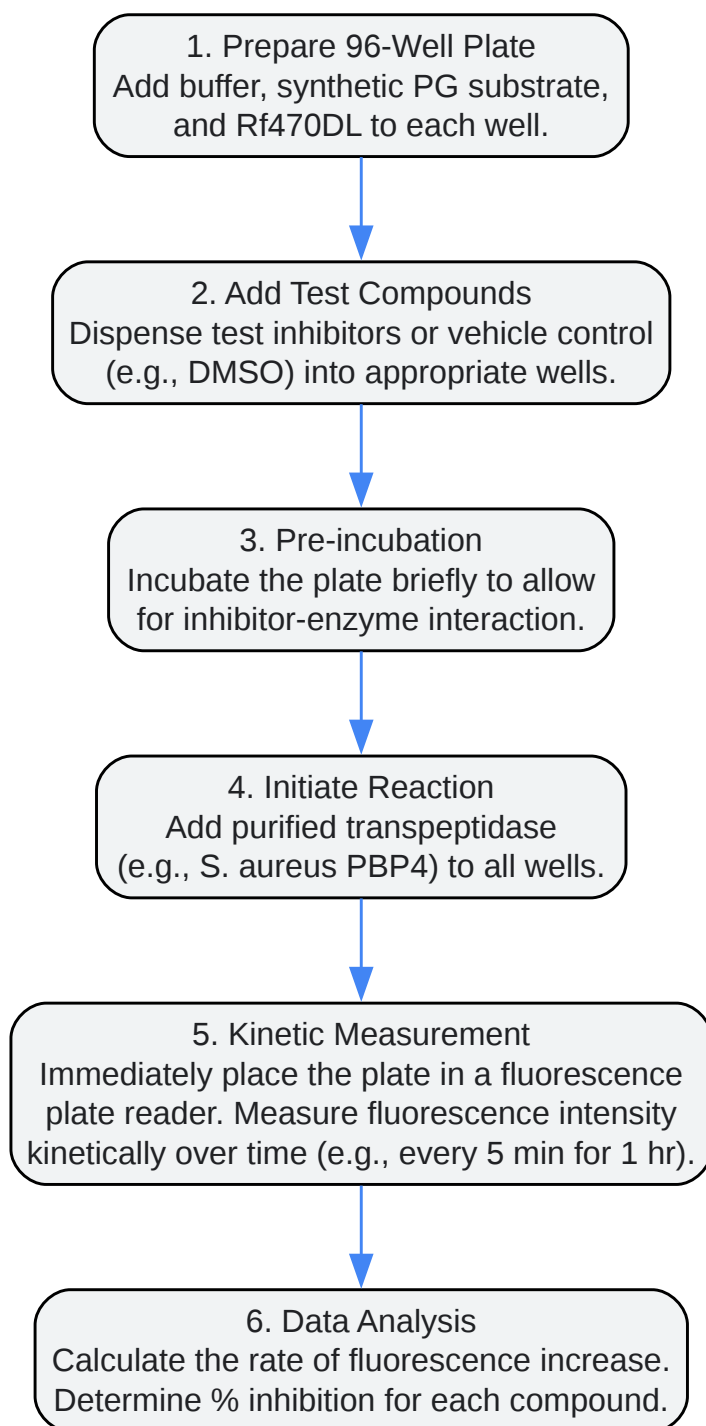 1. Prepare 96-Well Plate
Add buffer, synthetic PG substrate,
and Rf470DL to each well.
2. Add Test Compounds
Dispense test inhibitors or vehicle control
(e.g., DMSO) into appropriate wells.
3. Pre-incubation
Incubate the plate briefly to allow
for inhibitor-enzyme interaction.
4. Initiate Reaction
Add purified transpeptidase
(e.g., S. aureus PBP4) to all wells.
5. Kinetic Measurement
Immediately place the plate in a fluorescence
plate reader. Measure fluorescence intensity
kinetically over time (e.g., every 5 min for 1 hr).
6. Data Analysis
Calculate the rate of fluorescence increase.
Determine % inhibition for each compound.